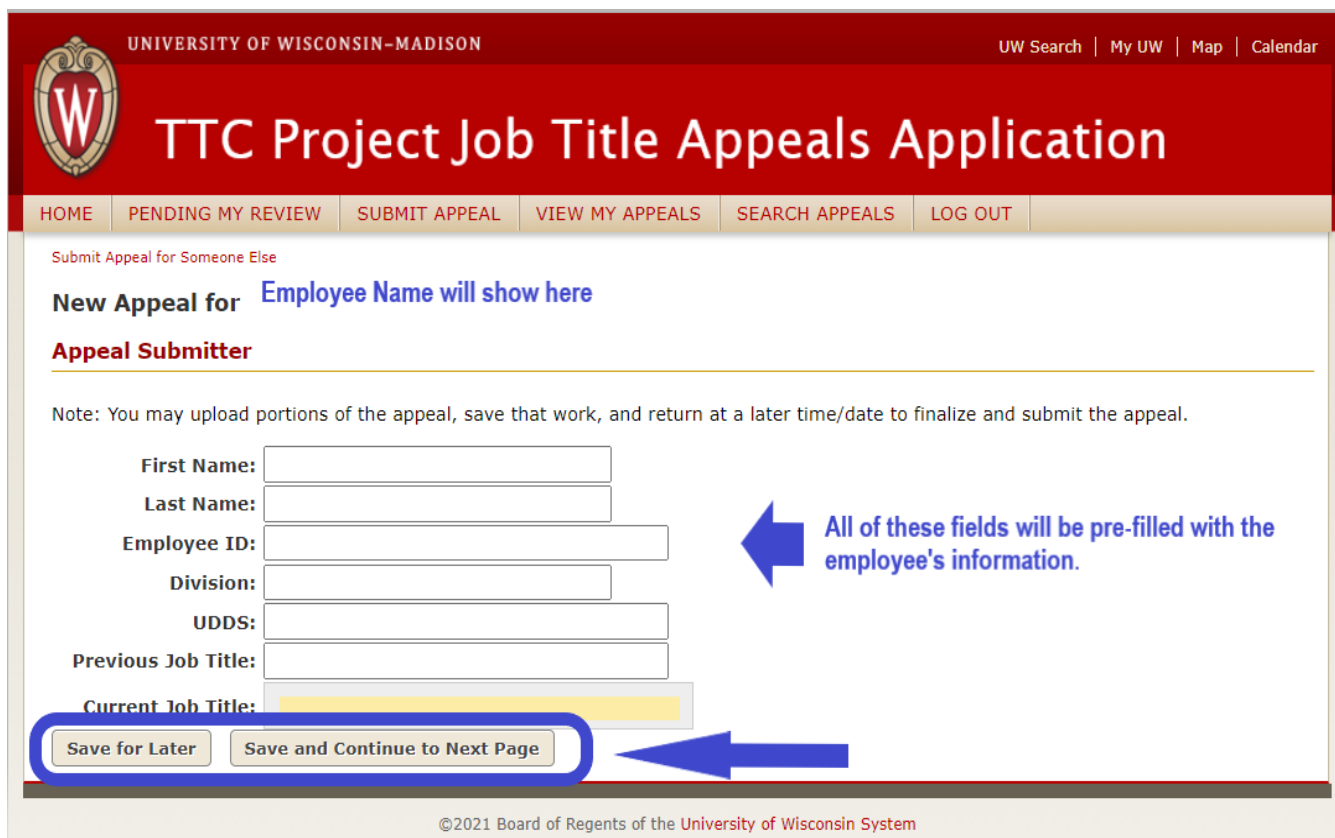 UNIVERSITY OF WISCONSIN–MADISON
UW Search | My UW | Map | Calendar
W
TTC Project Job Title Appeals Application
HOME PENDING MY REVIEW SUBMIT APPEAL VIEW MY APPEALS SEARCH APPEALS LOG OUT
Submit Appeal for Someone Else
New Appeal for Employee Name will show here
Appeal Submitter
Note: You may upload portions of the appeal, save that work, and return at a later time/date to finalize and submit the appeal.
First Name:
Last Name:
Employee ID:
All of these fields will be pre-filled with the
employee's information.
Division:
UDDS:
Previous Job Title:
Current Job Title:
Save for Later Save and Continue to Next Page
©2021 Board of Regents of the University of Wisconsin System